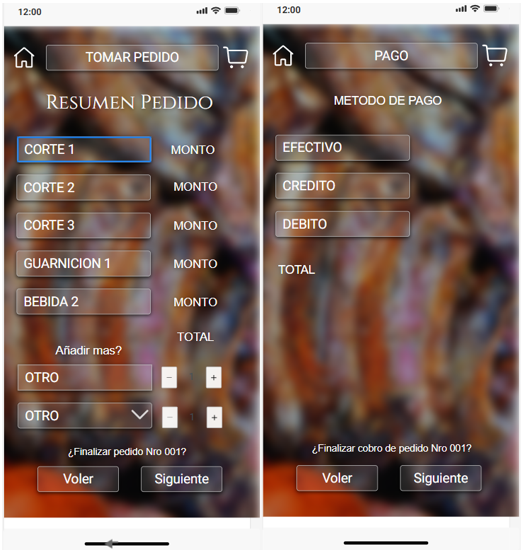 12:00
TOMAR PEDIDO
RESUMEN PEDIDO
CORTE 1 MONTO
CORTE 2 MONTO
CORTE 3 MONTO
GUARNICION 1 MONTO
BEBIDA 2 MONTO
TOTAL
Añadir mas?
OTRO - +
OTRO - 1 +
¿Finalizar pedido Nro 001?
Voler Siguiente
12:00
PAGO
METODO DE PAGO
EFECTIVO
CREDITO
DEBITO
TOTAL
¿Finalizar cobro de pedido Nro 001?
Voler Siguiente